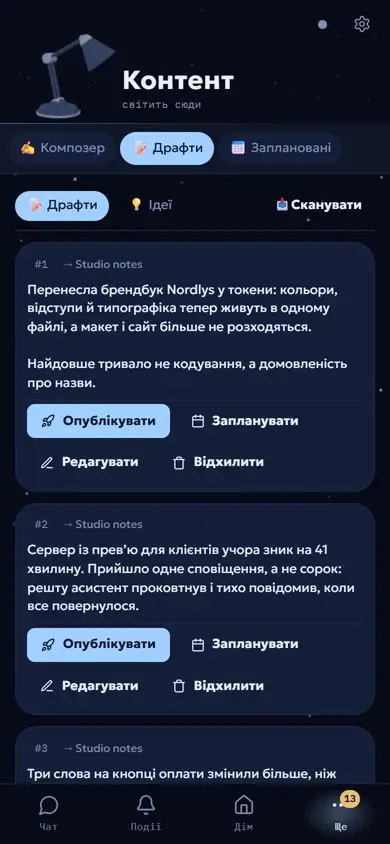 Контент
світить сюди
Композер
Драфти
Заплановані
Драфти
Ідеї
Сканувати
#1 → Studio notes
Перенесла брендбук Nordlys у токени: кольори,
відступи й типографіка тепер живуть в одному
файлі, а макет і сайт більше не розходяться.
Найдовше тривало не кодування, а домовленість
про назви.
Опублікувати
Запланувати
Редагувати
Відхилити
#2 → Studio notes
Сервер із прев’ю для клієнтів учора зник на 41
хвилину. Прийшло одне сповіщення, а не сорок:
решту асистент проковтнув і тихо повідомив, коли
все повернулося.
Опублікувати
Запланувати
Редагувати
Відхилити
#3 → Studio notes
Три слова на кнопці оплати змінили більше, ніж
13
Чат
Події
Дім
Ще